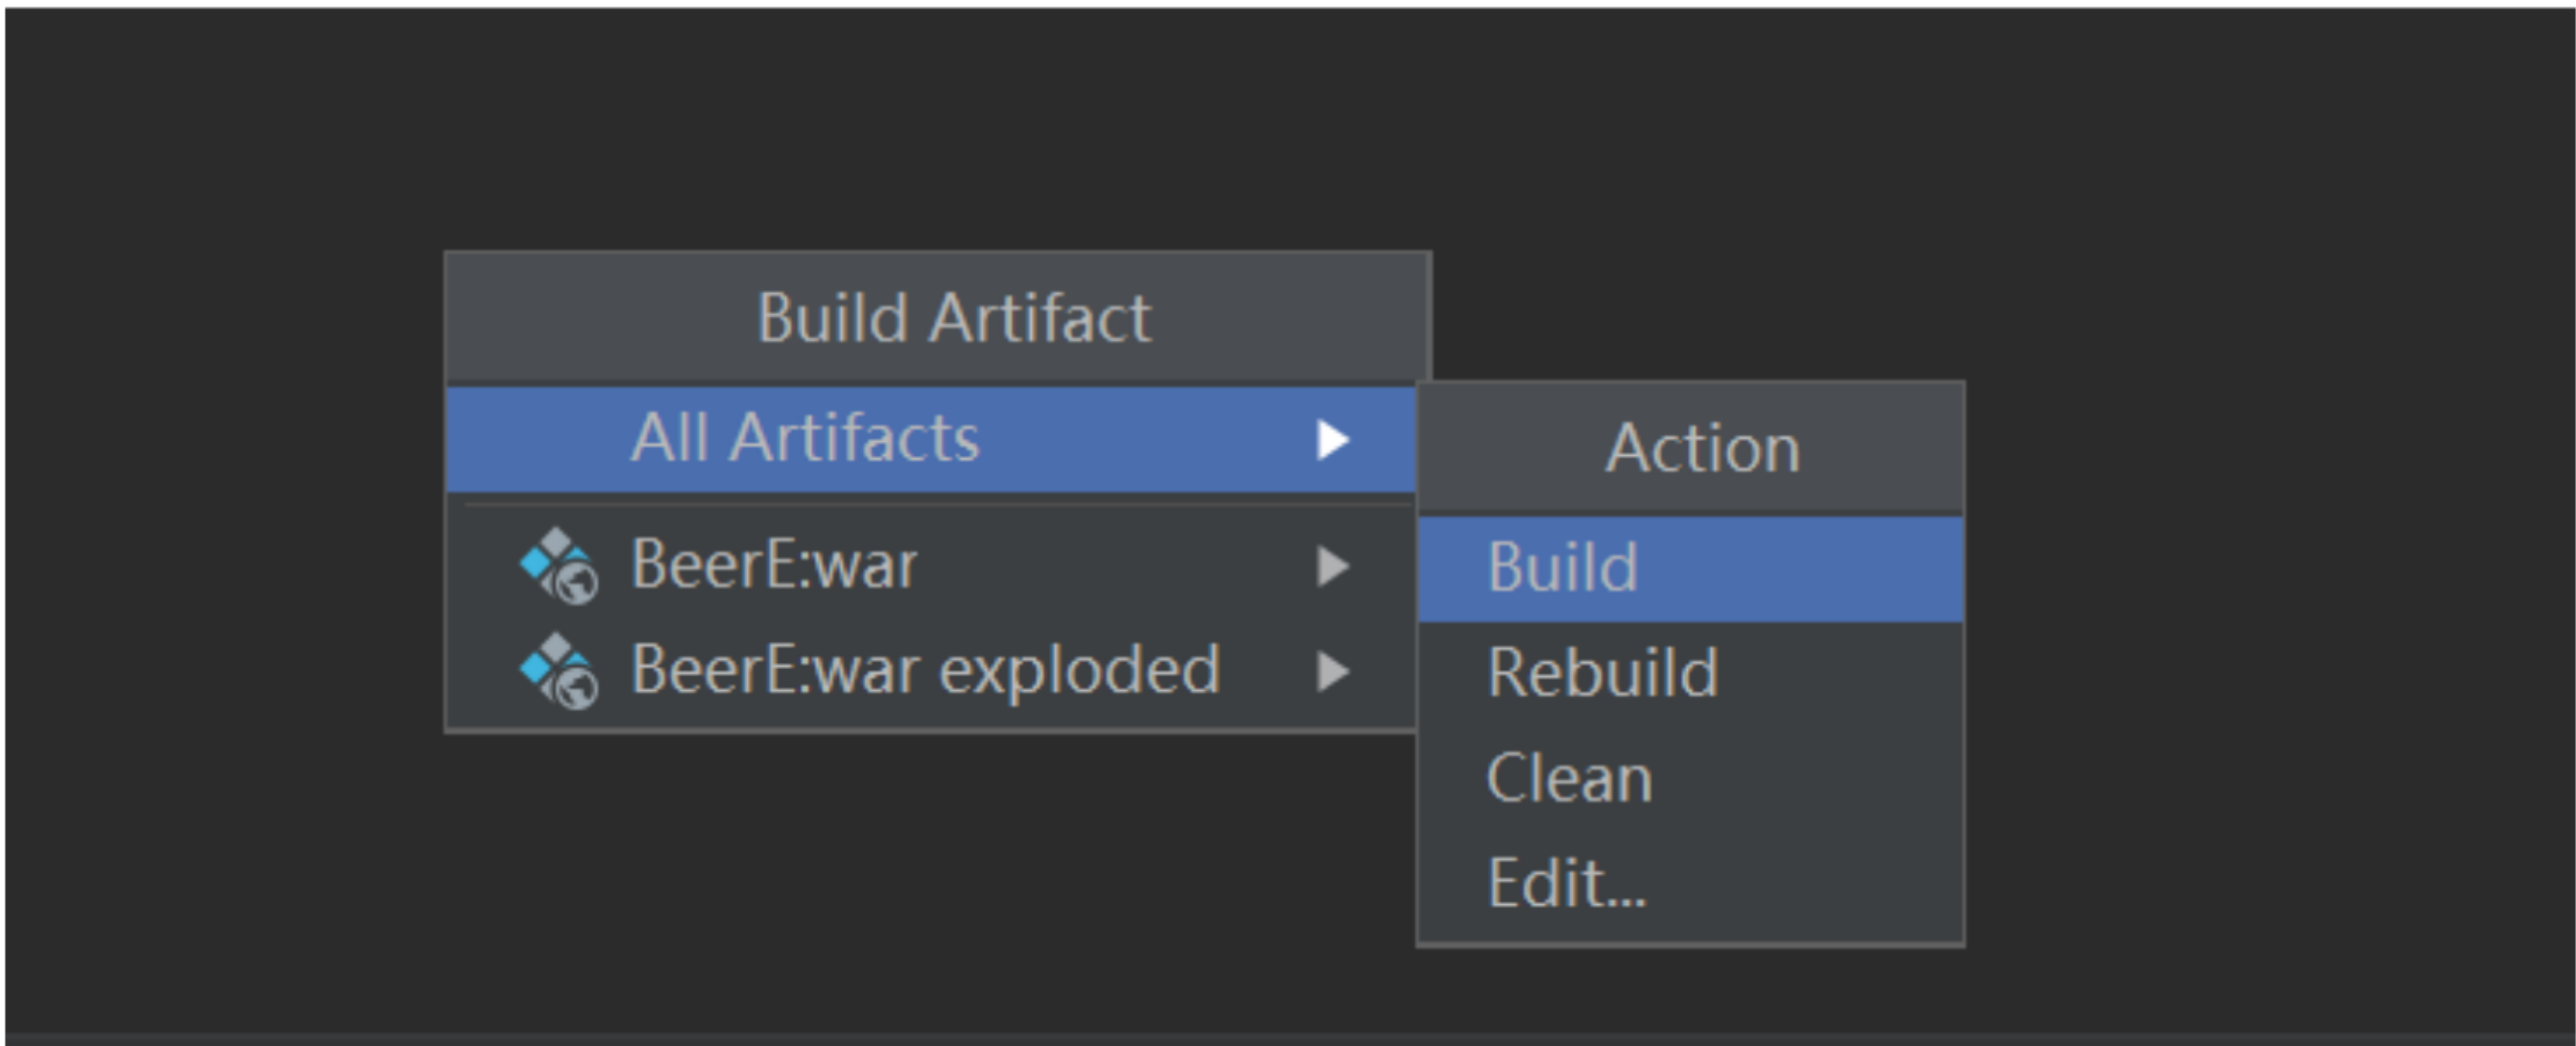 Build Artifact
All Artifacts
BeerE:war
BeerE:war exploded
Action
Build
Rebuild
Clean
Edit...